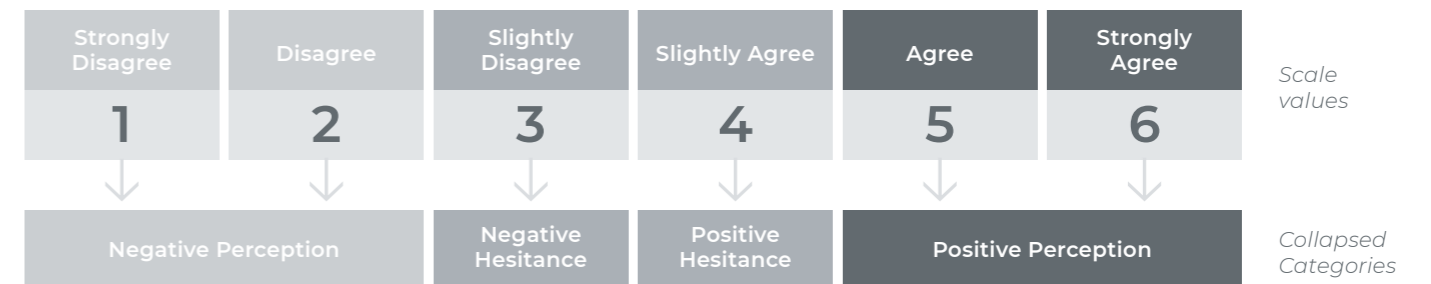 Strongly
Disagree
Disagree
Slightly
Disagree
Slightly Agree
Agree
Strongly
Agree
Scale
values
1
2
3
4
5
6
Negative Perception
Negative
Hesitance
Positive
Hesitance
Positive Perception
Collapsed
Categories